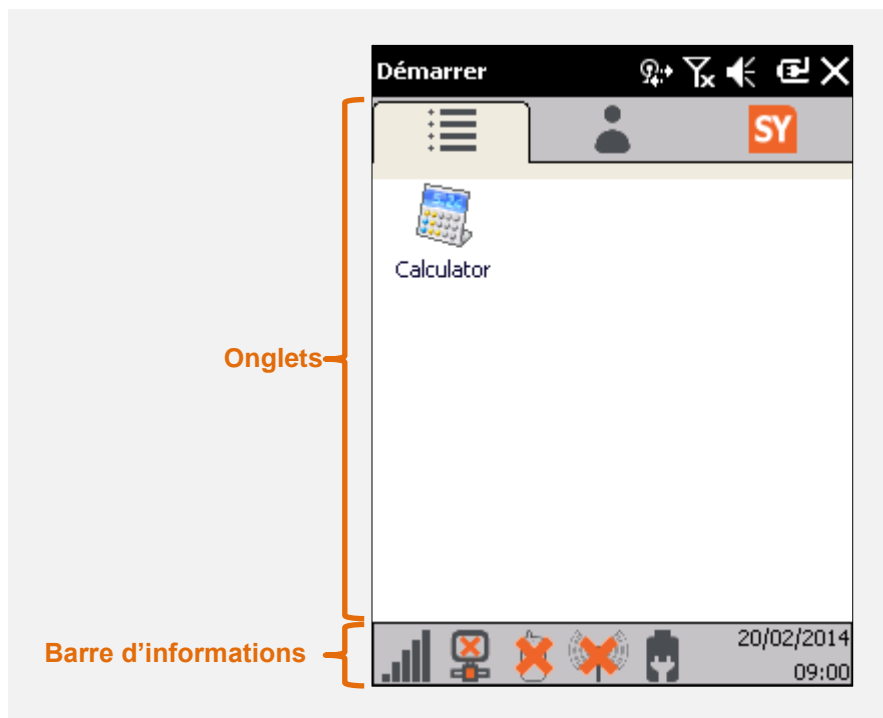 Démarrer
SY
Calculator
Onglets
Barre d'informations
20/02/2014
09:00